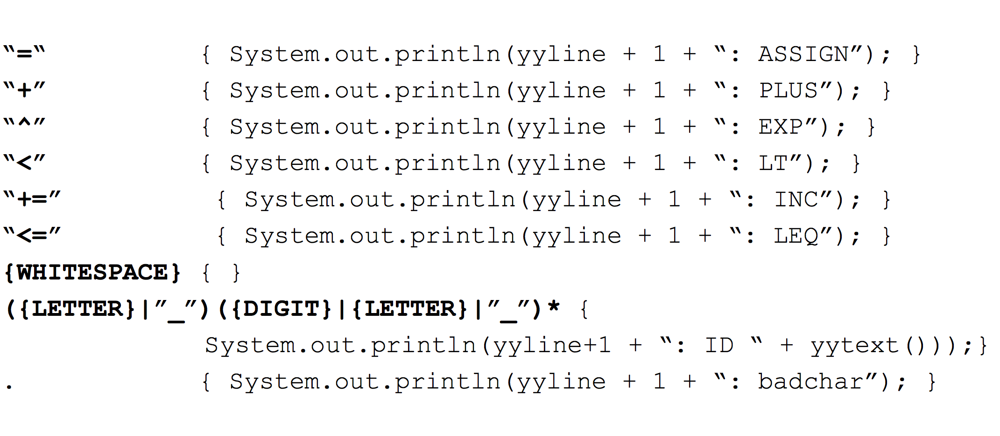 “=“ { System.out.println(yyline + 1 + “: ASSIGN”); }
“+” { System.out.println(yyline + 1 + “: PLUS”); }
“^” { System.out.println(yyline + 1 + “: EXP”); }
“<” { System.out.println(yyline + 1 + “: LT”); }
“+=” { System.out.println(yyline + 1 + “: INC”); }
“<=” { System.out.println(yyline + 1 + “: LEQ”); }
{WHITESPACE} { }
({LETTER}|”_”)({DIGIT}|{LETTER}|”_”)* {
System.out.println(yyline+1 + “: ID “ + yytext());}
. { System.out.println(yyline + 1 + “: badchar”); }